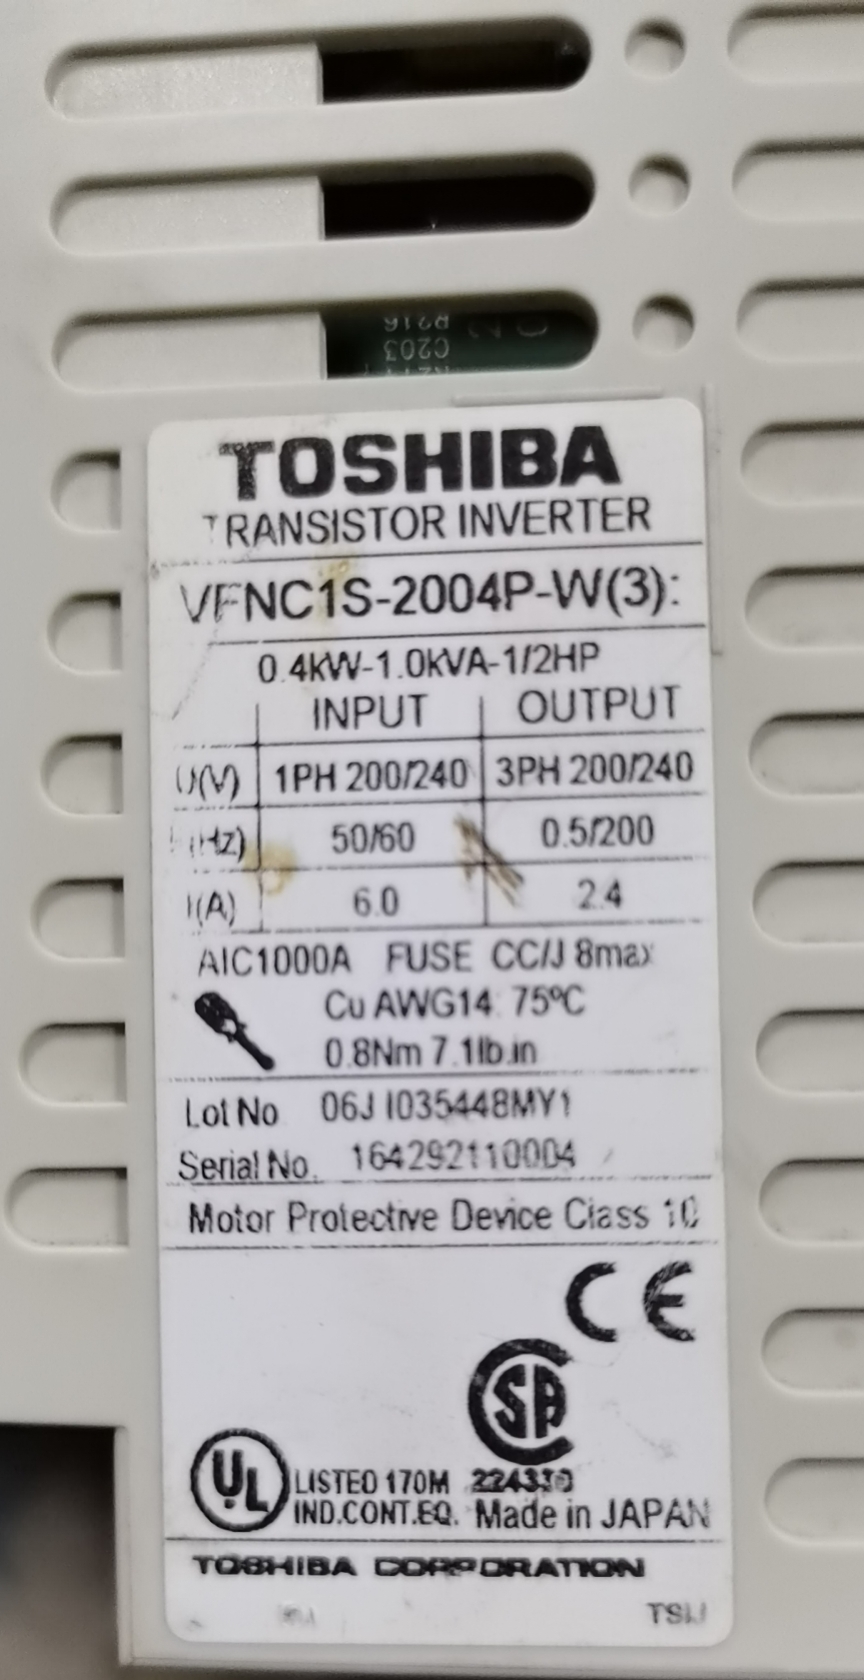 R216
C203
TOSHIBA
TRANSISTOR INVERTER
VFNC1S-2004P-W(3):
0.4kW-1.0kVA-1/2HP
INPUT OUTPUT
U(V) 1PH 200/240 3PH 200/240
(Hz) 50/60 0.5/200
I(A) 6.0 2.4
AIC1000A FUSE CC/J 8max
Cu AWG14 75°C
0.8Nm 7.1lb.in
Lot No 06J I035448MY1
Serial No. 164292110004
Motor Protective Device Class 10
CE
SA
UL LISTED 170M 224330
IND.CONT.EQ. Made in JAPAN
TOSHIBA CORPORATION